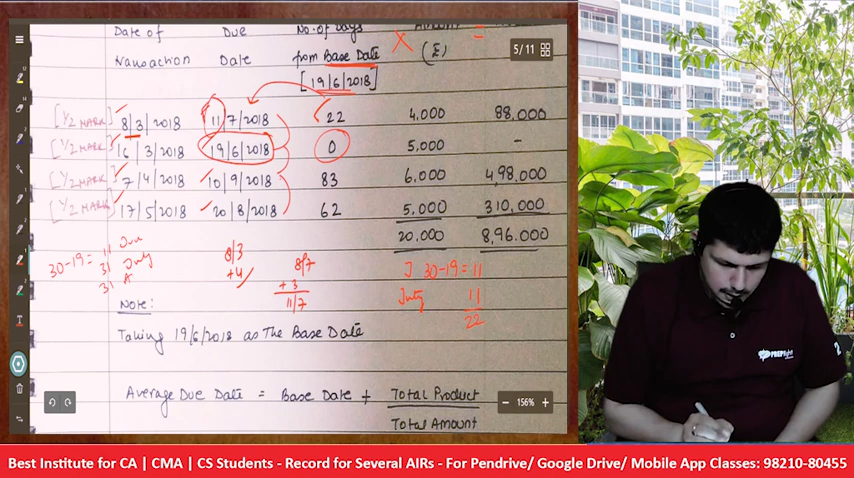 Date of Due No. of Days Amount =
Transaction Date from Base Date × (₹)
[19/6/2018]
[1/2 MARK] 8/3/2018 11/7/2018 22 4,000 88,000
[1/2 MARK] 16/3/2018 19/6/2018 0 5,000 -
[1/2 MARK] 7/4/2018 10/9/2018 83 6,000 4,98,000
[1/2 MARK] 17/5/2018 20/8/2018 62 5,000 310,000
20,000 8,96,000
30-19= 11 June
31 July
31 A
8/3
+4
8/7
+3
11/7
J 30-19=11
July 11
22
Note:
Taking 19/6/2018 as The Base Date
Average Due Date = Base Date + Total Product
Total Amount
5/11
- 156% +
PREPsight
2
Best Institute for CA | CMA | CS Students - Record for Several AIRs - For Pendrive/ Google Drive/ Mobile App Classes: 98210-80455